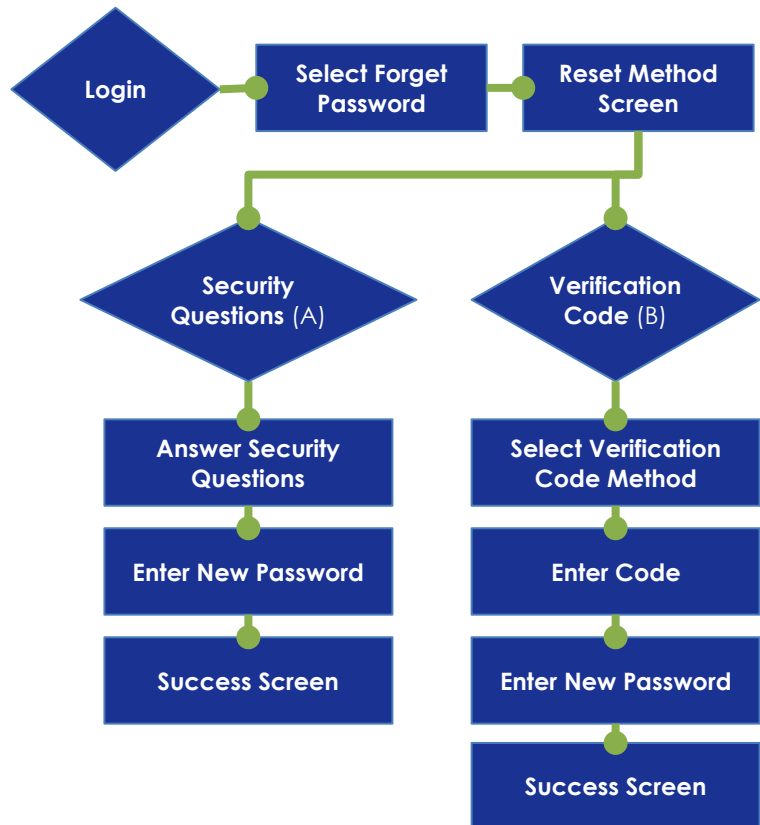 Login
Select Forget
Password
Reset Method
Screen
Security
Questions (A)
Verification
Code (B)
Answer Security
Questions
Select Verification
Code Method
Enter New Password
Enter Code
Success Screen
Enter New Password
Success Screen